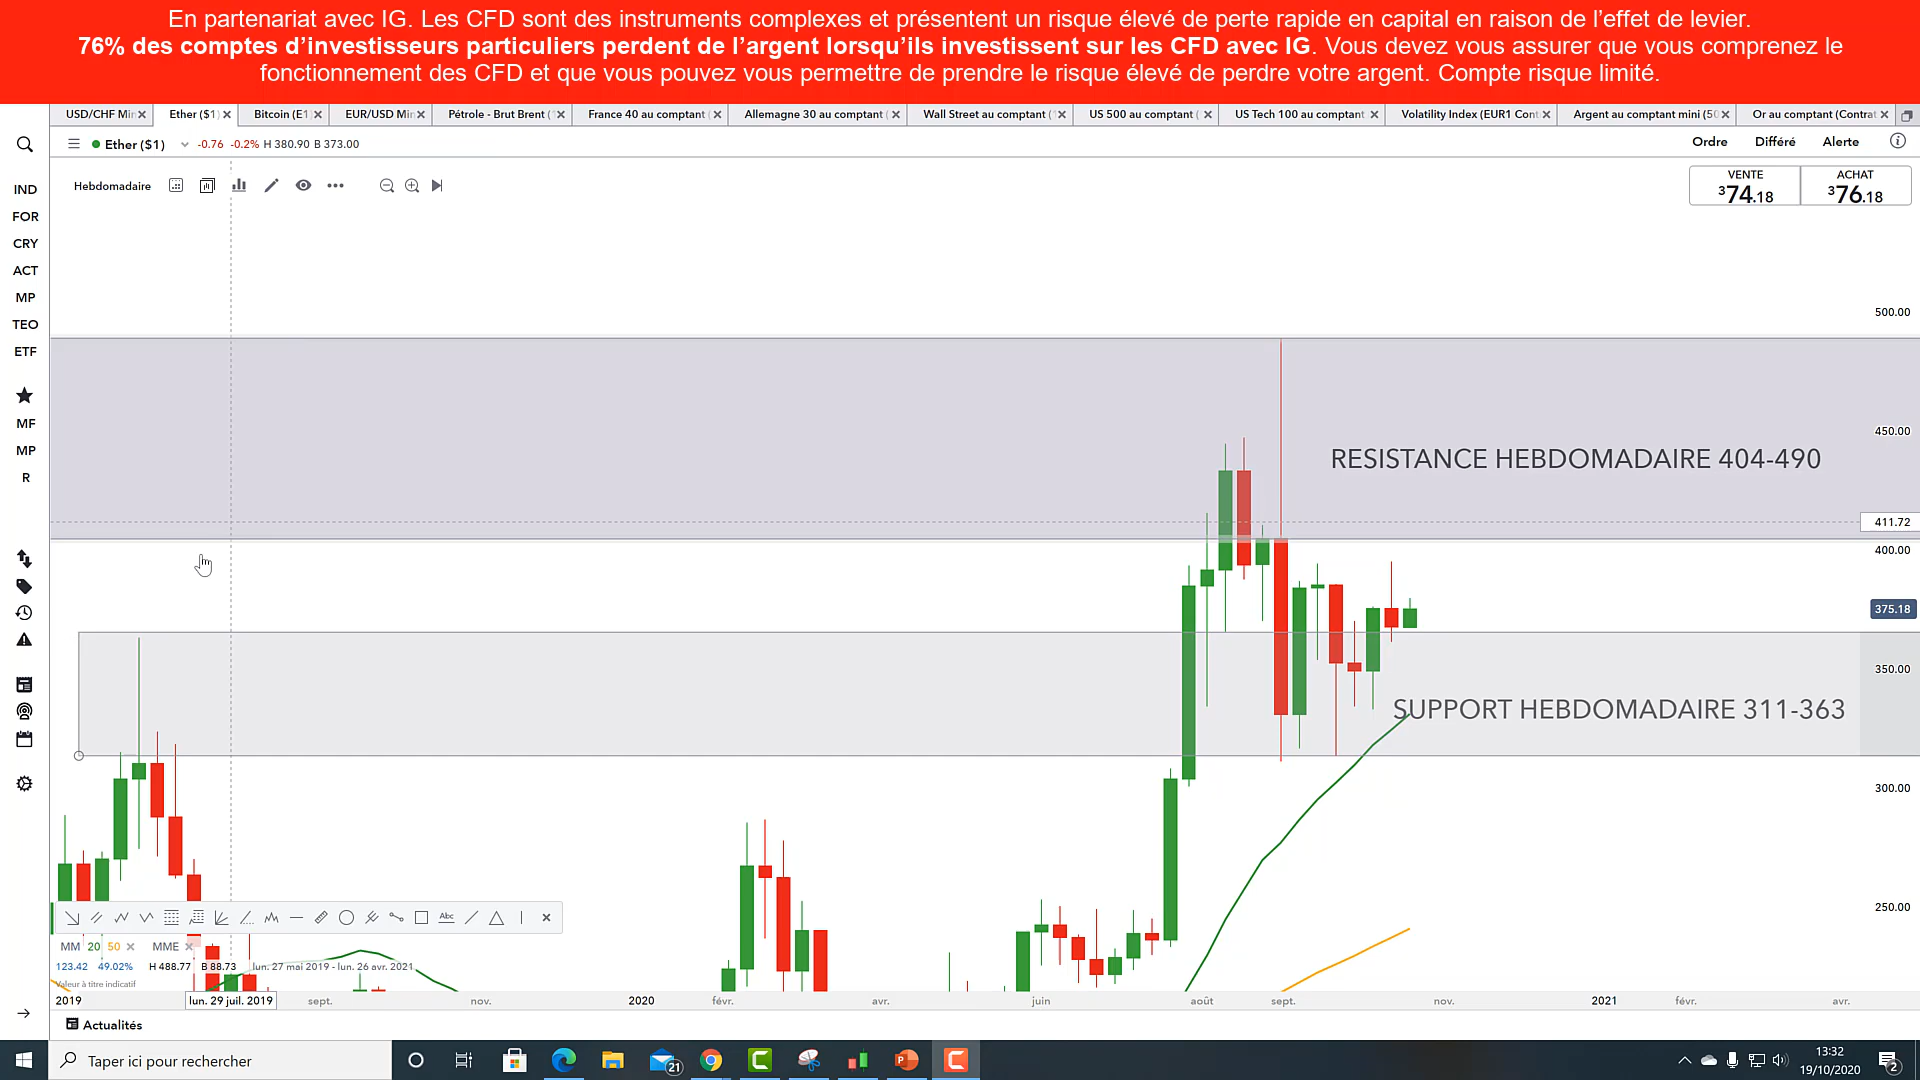 En partenariat avec IG. Les CFD sont des instruments complexes et présentent un risque élevé de perte rapide en capital en raison de l'effet de levier.
76% des comptes d'investisseurs particuliers perdent de l'argent lorsqu'ils investissent sur les CFD avec IG. Vous devez vous assurer que vous comprenez le
fonctionnement des CFD et que vous pouvez vous permettre de prendre le risque élevé de perdre votre argent. Compte risque limité.
USD/CHF Min Ether ($1) Bitcoin (E1 EUR/USD Min Pétrole - Brut Brent ( France 40 au comptant ( Allemagne 30 au comptant Wall Street au comptant ( US 500 au comptant ( US Tech 100 au comptant Volatility Index (EUR1 Cont Argent au comptant mini (50 Or au comptant (Contrat
Ether ($1) -0.76 -0.2% H 380.90 B 373.00 Ordre Différé Alerte
Hebdomadaire
VENTE ACHAT
374.18 376.18
IND
FOR
CRY
ACT
MP
TEO
ETF
MF
MP
R
500.00
450.00
RESISTANCE HEBDOMADAIRE 404-490
411.72
400.00
375.18
350.00
SUPPORT HEBDOMADAIRE 311-363
300.00
250.00
Abc
MM 20 50 MME
123.42 49.02% H 488.77 B 88.73 lun. 27 mai 2019 - lun. 26 avr. 2021
Valeur à titre indicatif
2019 lun. 29 juil. 2019 sept. nov. 2020 févr. avr. juin août sept. nov. 2021 févr. avr.
Actualités
Taper ici pour rechercher 21 13:32
19/10/2020 2